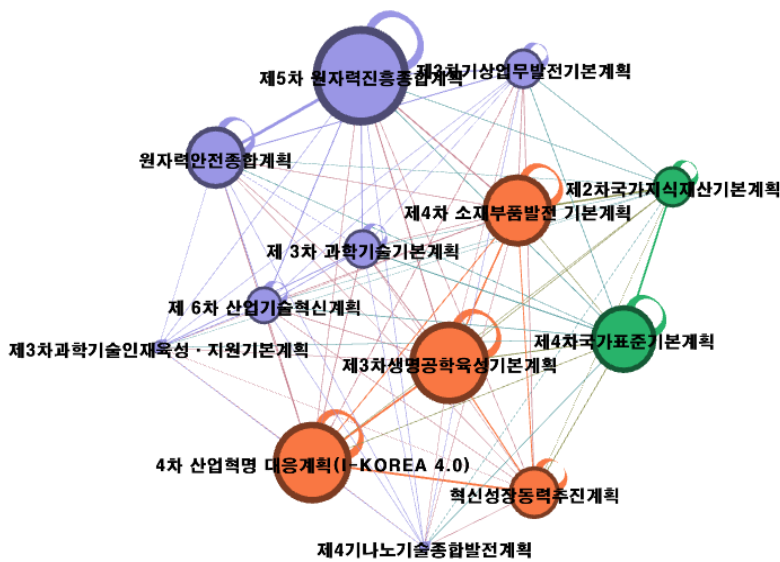 제5차 원자력진흥종합계획
제3차기상업무발전기본계획
원자력안전종합계획
제2차국가지식재산기본계획
제4차 소재부품발전 기본계획
제 3차 과학기술기본계획
제 6차 산업기술혁신계획
제4차국가표준기본계획
제3차과학기술인재육성·지원기본계획
제3차생명공학육성기본계획
4차 산업혁명 대응계획(I-KOREA 4.0)
혁신성장동력추진계획
제4기나노기술종합발전계획